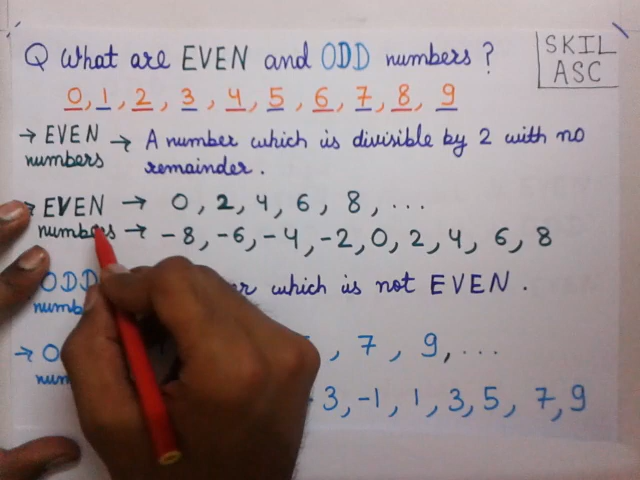 Q What are EVEN and ODD numbers?
SKIL
ASC
0, 1, 2, 3, 4, 5, 6, 7, 8, 9
→ EVEN numbers → A number which is divisible by 2 with no
remainder.
→ EVEN → 0, 2, 4, 6, 8, ...
numbers → -8, -6, -4, -2, 0, 2, 4, 6, 8
ODD which is not EVEN.
, 7, 9, ...
3, -1, 1, 3, 5, 7, 9